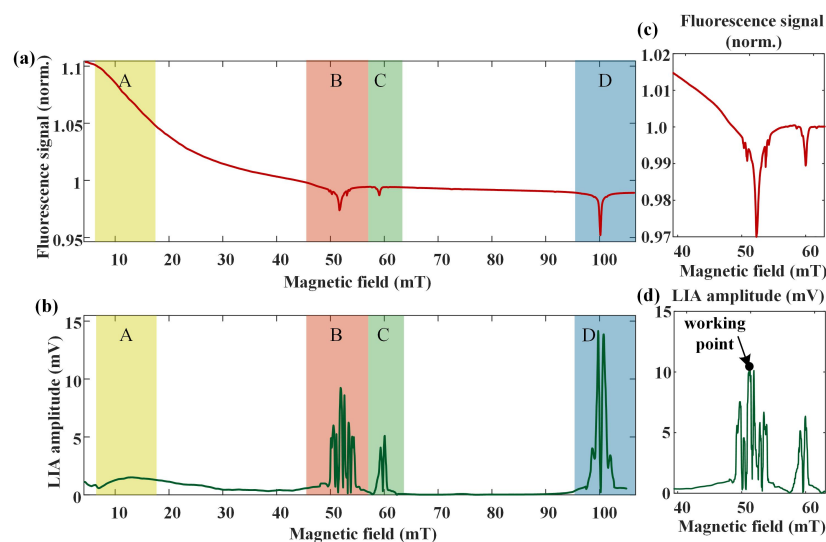 (a)
Fluorescence signal (norm.)
1.1
1.05
1
0.95
A
B
C
D
10 20 30 40 50 60 70 80 90 100
Magnetic field (mT)
(b)
LIA amplitude (mV)
15
10
5
0
A
B
C
D
10 20 30 40 50 60 70 80 90 100
Magnetic field (mT)
(c)
Fluorescence signal
(norm.)
1.02
1.01
1.00
0.99
0.98
0.97
40 50 60
Magnetic field (mT)
(d)
LIA amplitude (mV)
15
10
5
0
working
point
40 50 60
Magnetic field (mT)